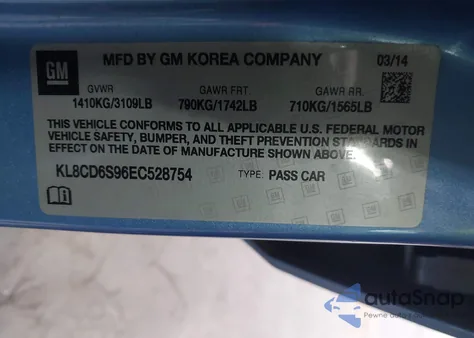 MFD BY GM KOREA COMPANY 03/14
GM
GVWR GAWR FRT. GAWR RR.
1410KG/3109LB 790KG/1742LB 710KG/1565LB
THIS VEHICLE CONFORMS TO ALL APPLICABLE U.S. FEDERAL MOTOR
VEHICLE SAFETY, BUMPER, AND THEFT PREVENTION STANDARDS IN
EFFECT ON THE DATE OF MANUFACTURE SHOWN ABOVE.
KL8CD6S96EC528754 TYPE: PASS CAR
autoSnap
Pewne auta